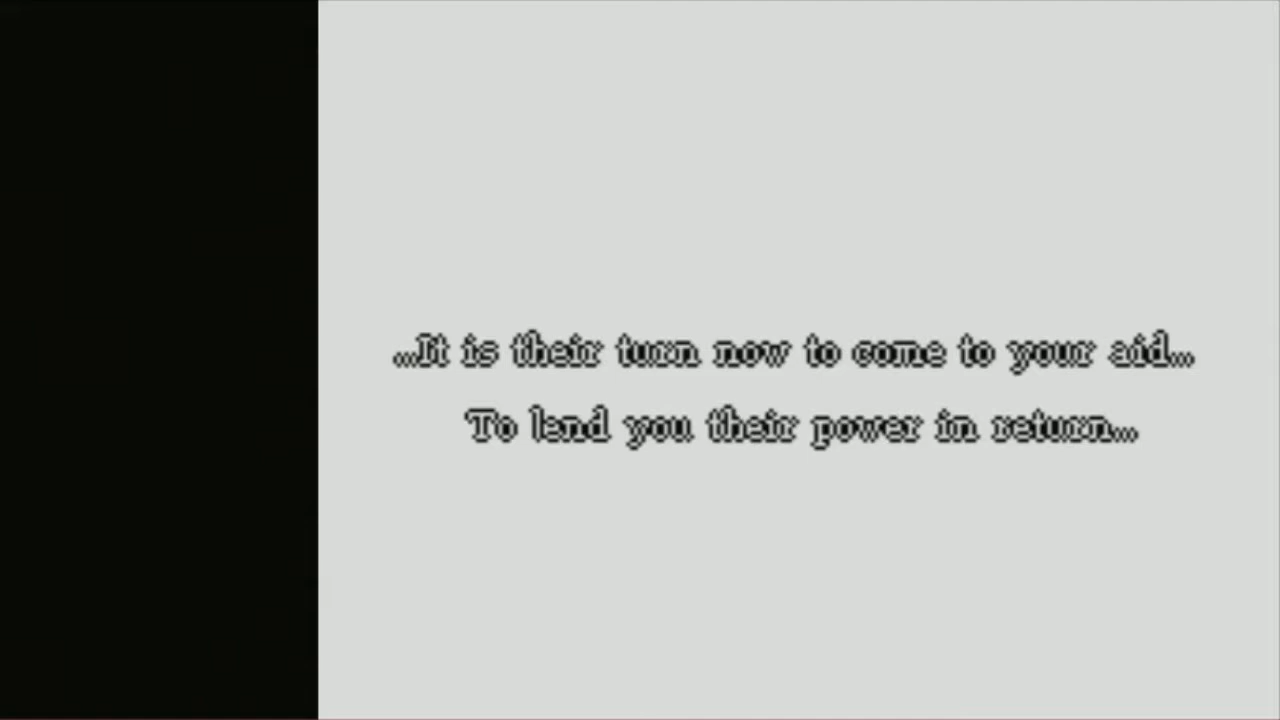 ...It is their turn now to come to your aid...
To lend you their power in return...